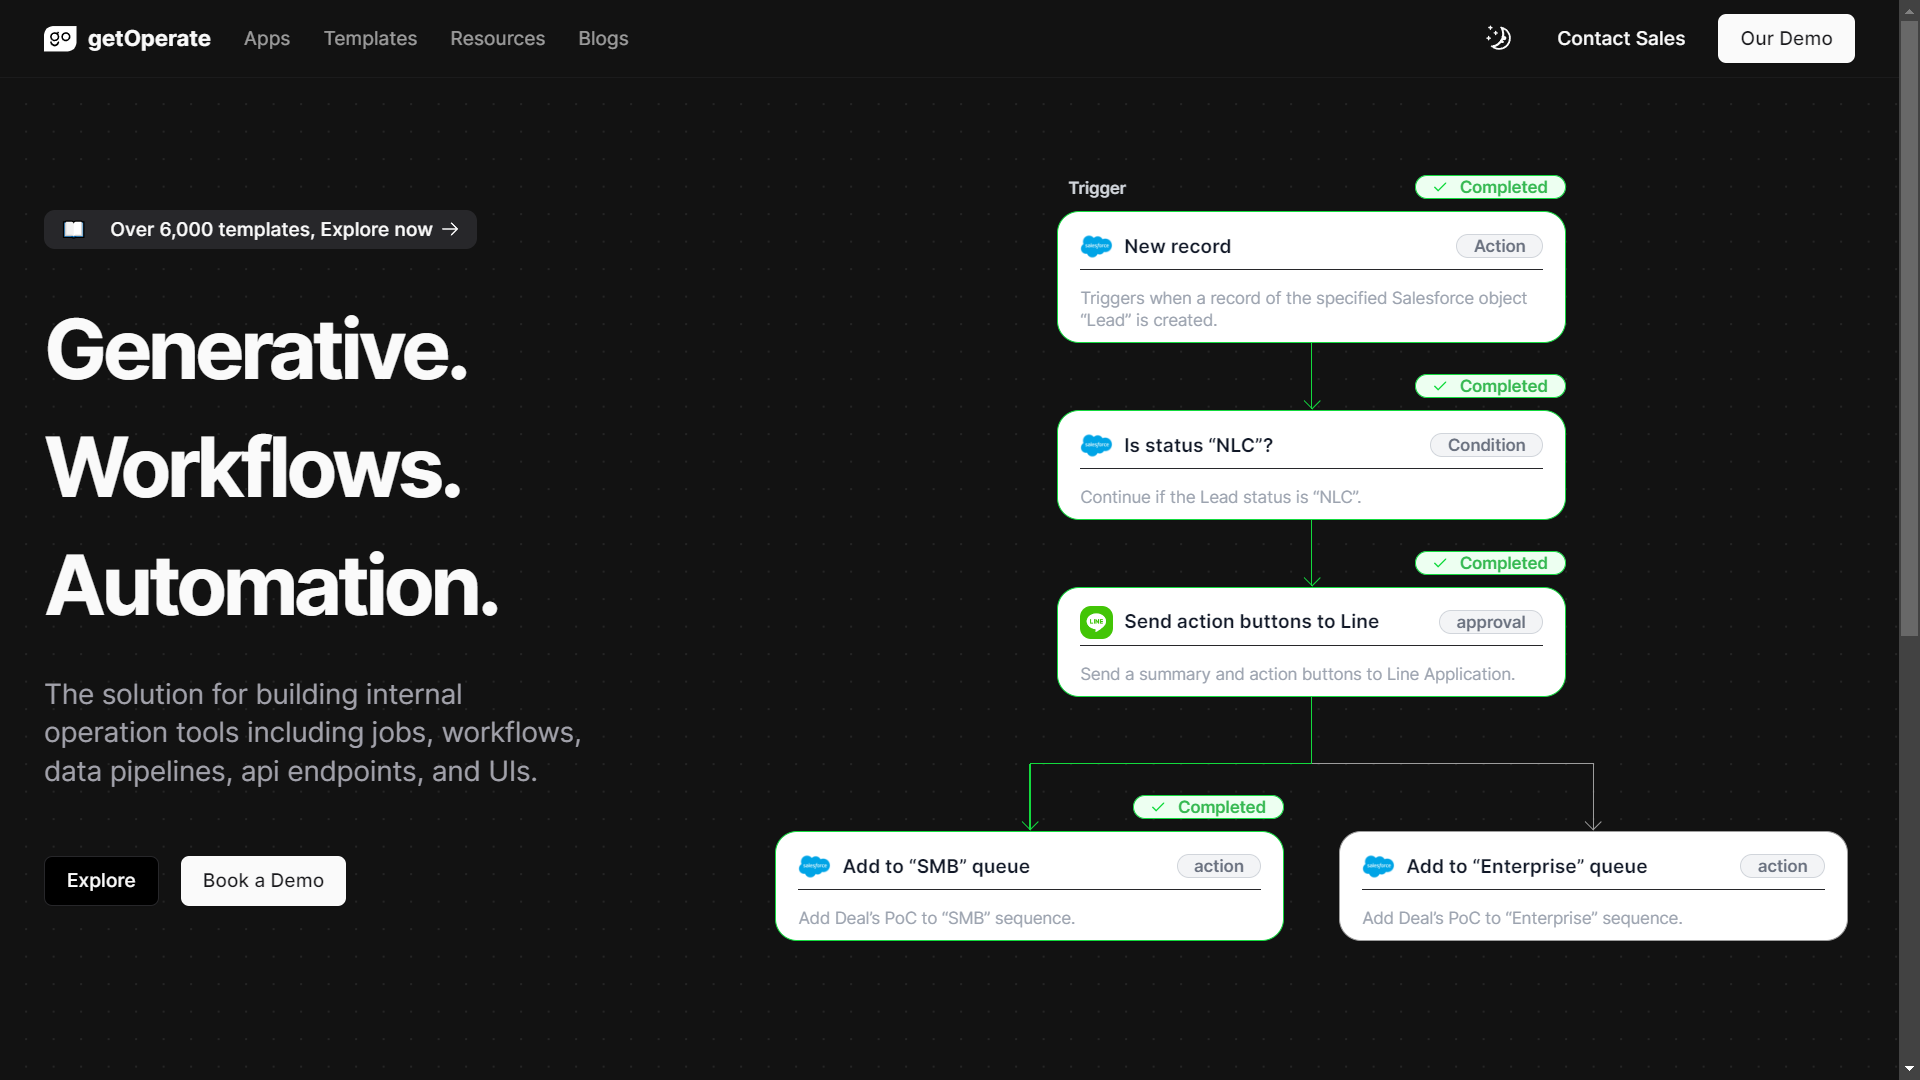 go getOperate Apps Templates Resources Blogs Contact Sales Our Demo
Over 6,000 templates, Explore now →
Generative.
Workflows.
Automation.
The solution for building internal
operation tools including jobs, workflows,
data pipelines, api endpoints, and UIs.
Explore Book a Demo
Trigger Completed
salesforce New record Action
Triggers when a record of the specified Salesforce object
“Lead” is created.
Completed
salesforce Is status “NLC”? Condition
Continue if the Lead status is “NLC”.
Completed
LINE Send action buttons to Line approval
Send a summary and action buttons to Line Application.
Completed
salesforce Add to “SMB” queue action
Add Deal’s PoC to “SMB” sequence.
salesforce Add to “Enterprise” queue action
Add Deal’s PoC to “Enterprise” sequence.